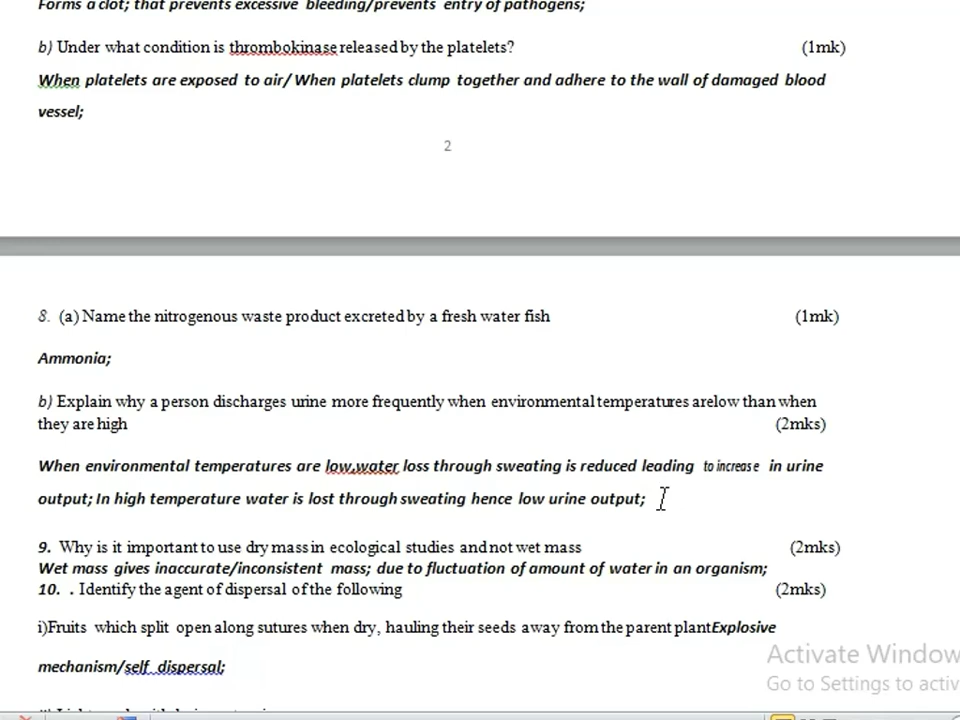 Forms a clot; that prevents excessive bleeding/prevents entry of pathogens;
b) Under what condition is thrombokinase released by the platelets? (1mk)
When platelets are exposed to air/ When platelets clump together and adhere to the wall of damaged blood
vessel;
2
8. (a) Name the nitrogenous waste product excreted by a fresh water fish (1mk)
Ammonia;
b) Explain why a person discharges urine more frequently when environmental temperatures arelow than when
they are high (2mks)
When environmental temperatures are low,water loss through sweating is reduced leading to increase in urine
output; In high temperature water is lost through sweating hence low urine output;
9. Why is it important to use dry mass in ecological studies and not wet mass (2mks)
Wet mass gives inaccurate/inconsistent mass; due to fluctuation of amount of water in an organism;
10. . Identify the agent of dispersal of the following (2mks)
i)Fruits which split open along sutures when dry, hauling their seeds away from the parent plantExplosive
mechanism/self dispersal;
Activate Window
Go to Settings to activ